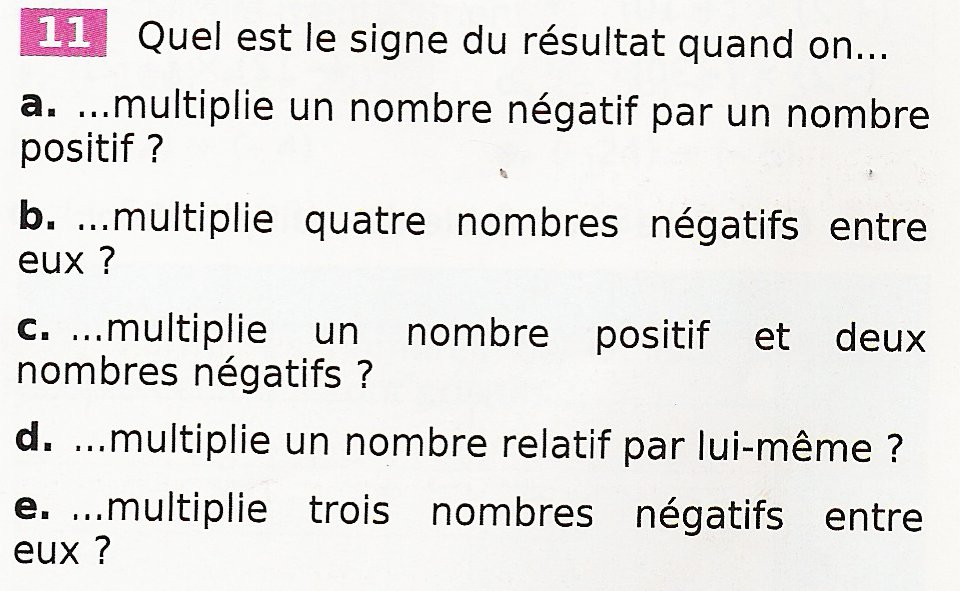 11 Quel est le signe du résultat quand on...
a. ...multiplie un nombre négatif par un nombre
positif ?
b. ...multiplie quatre nombres négatifs entre
eux ?
c. ...multiplie un nombre positif et deux
nombres négatifs ?
d. ...multiplie un nombre relatif par lui-même ?
e. ...multiplie trois nombres négatifs entre
eux ?